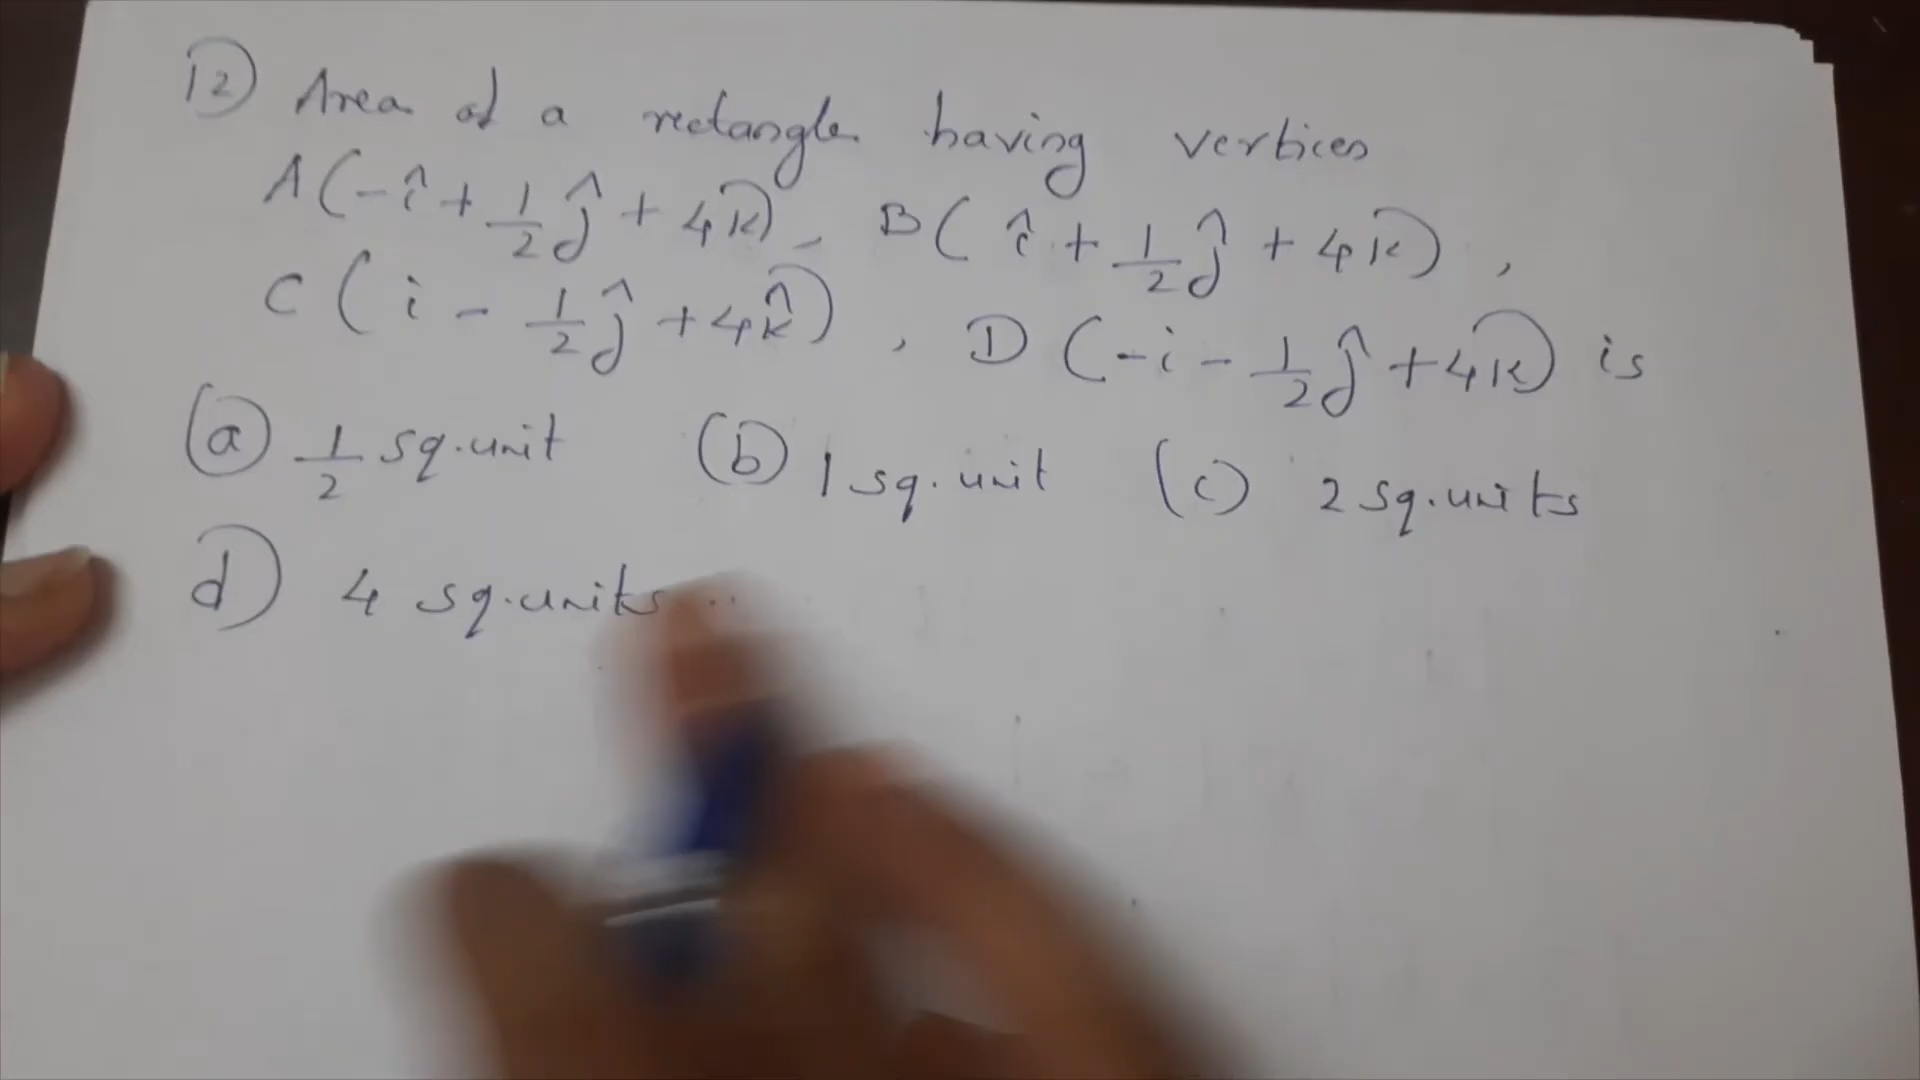 12) Area of a rectangle having vertices
A(-î + 1/2 ĵ + 4k̂), B(î + 1/2 ĵ + 4k̂),
C(i - 1/2 ĵ + 4k̂), D(-i - 1/2 ĵ + 4k̂) is
(a) 1/2 sq.unit (b) 1 sq.unit (c) 2 sq.units
d) 4 sq.units